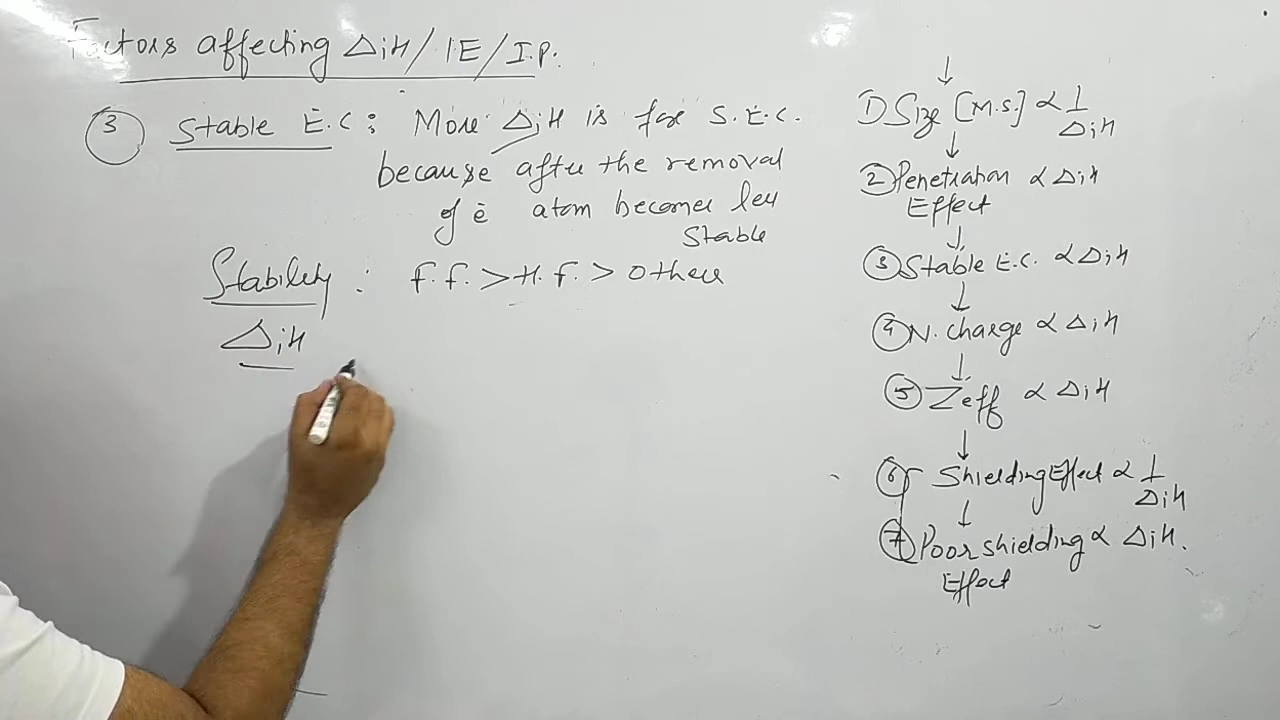 Factors affecting ΔiH/IE/I.P.
③ Stable E.C: More ΔiH is for S.E.C.
because after the removal
of ē atom becomes less
stable
Stability : f.f. > H.f. > Others
ΔiH
↓
① Size [M.S.] ∝ 1/ΔiH
↓
② Penetration ∝ ΔiH
Effect
↓
③ Stable E.C. ∝ ΔiH
↓
④ N. charge ∝ ΔiH
↓
⑤ Zeff ∝ ΔiH
↓
⑥ Shielding Effect ∝ 1/ΔiH
↓
⑦ Poor shielding ∝ ΔiH.
Effect